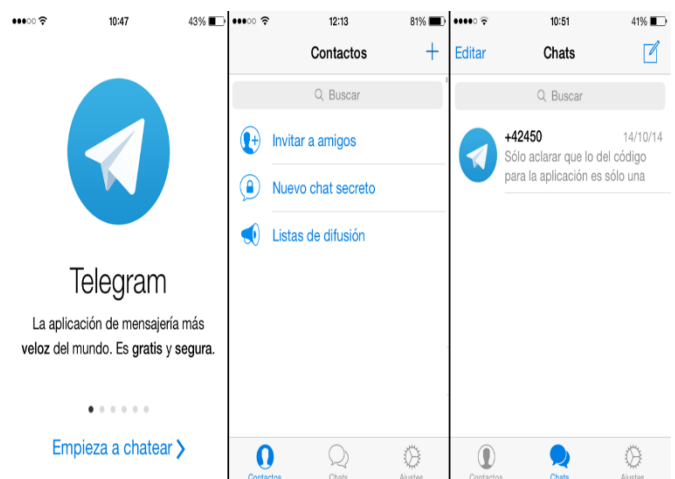 10:47
43%
Telegram
La aplicación de mensajería más
veloz del mundo. Es gratis y segura.
Empieza a chatear
12:13
81%
Contactos
Buscar
Invitar a amigos
Nuevo chat secreto
Listas de difusión
Contactos
Chats
Ajustes
10:51
41%
Editar
Chats
Buscar
+42450
14/10/14
Sólo aclarar que lo del código
para la aplicación es sólo una
Contactos
Chats
Ajustes